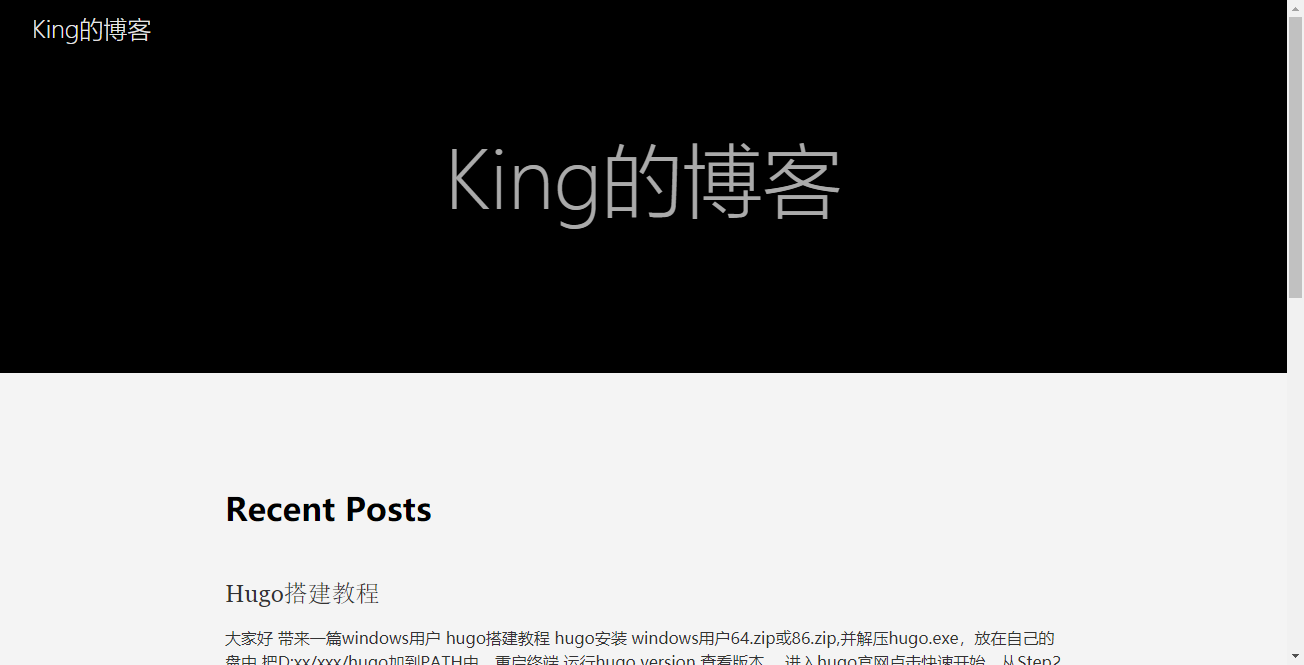 King的博客
King的博客
Recent Posts
Hugo搭建教程
大家好 带来一篇windows用户 hugo搭建教程 hugo安装 windows用户64.zip或86.zip,并解压hugo.exe，放在自己的
盘中 把D:xx/xxx/hugo加到PATH中，重启终端 运行hugo version 查看版本， 进入hugo官网点击快速开始，从Step2